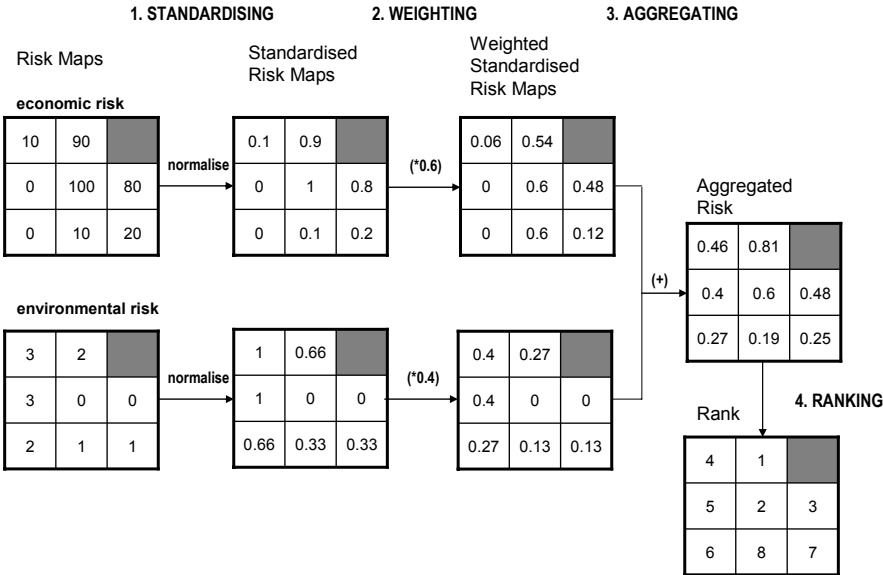 1. STANDARDISING 2. WEIGHTING 3. AGGREGATING
Risk Maps
Standardised
Risk Maps
Weighted
Standardised
Risk Maps
economic risk
10 90
0 100 80
0 10 20
normalise
0.1 0.9
0 1 0.8
0 0.1 0.2
(*0.6)
0.06 0.54
0 0.6 0.48
0 0.6 0.12
environmental risk
3 2
3 0 0
2 1 1
normalise
1 0.66
1 0 0
0.66 0.33 0.33
(*0.4)
0.4 0.27
0.4 0 0
0.27 0.13 0.13
(+)
Aggregated
Risk
0.46 0.81
0.4 0.6 0.48
0.27 0.19 0.25
4. RANKING
Rank
4 1
5 2 3
6 8 7